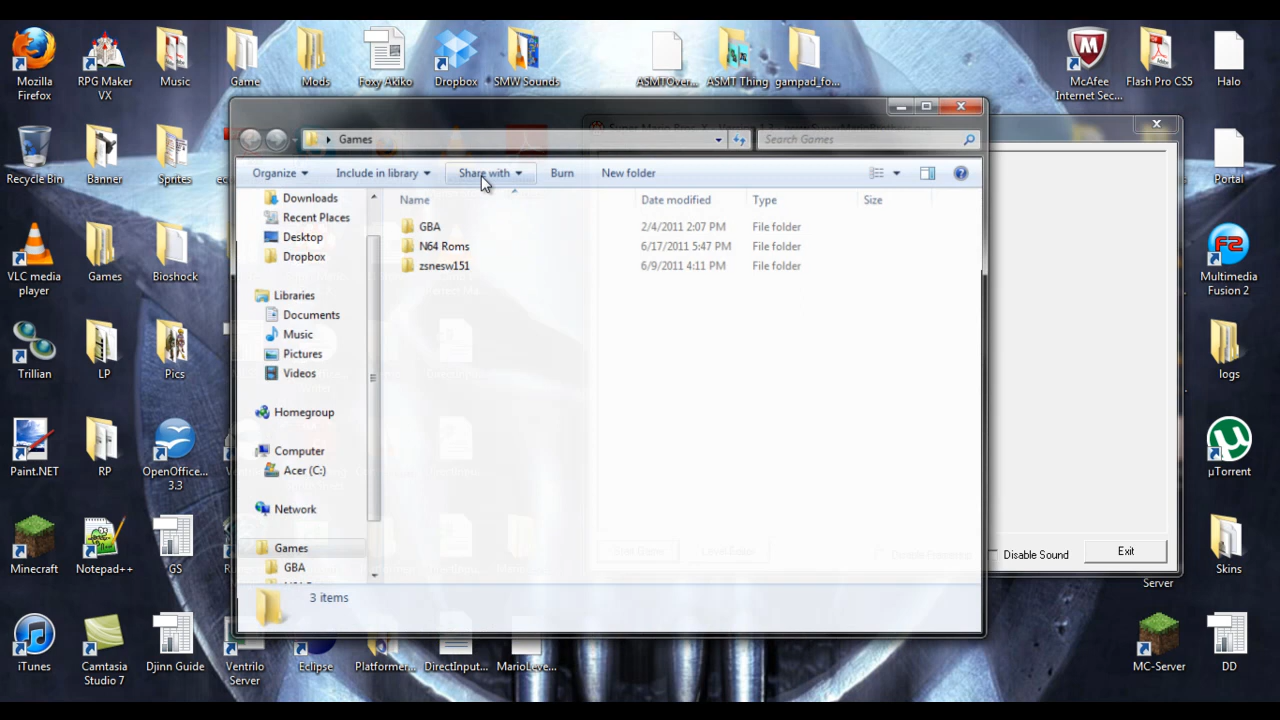 Mozilla Firefox
RPG Maker VX
Music
Game
Mods
Foxy Akiko
Dropbox
SMW Sounds
ASMTOver...
ASMT Thing
gampad_fo...
McAfee Internet Sec...
Flash Pro CS5
Halo
Recycle Bin
Banner
Sprites
Portal
VLC media player
Games
Bioshock
Multimedia Fusion 2
Trillian
LP
Pics
logs
Paint.NET
RP
OpenOffice... 3.3
µTorrent
Minecraft
Notepad++
GS
Skins
Server
iTunes
Camtasia Studio 7
Djinn Guide
Ventrilo Server
Eclipse
Platformer...
DirectInput...
MarioLeve...
MC-Server
DD
Games
Search Games
Organize
Include in library
Share with
Burn
New folder
Name
Date modified
Type
Size
Downloads
Recent Places
Desktop
Dropbox
Libraries
Documents
Music
Pictures
Videos
Homegroup
Computer
Acer (C:)
Network
Games
GBA
GBA 2/4/2011 2:07 PM File folder
N64 Roms 6/17/2011 5:47 PM File folder
zsnesw151 6/9/2011 4:11 PM File folder
3 items
Disable Sound
Exit